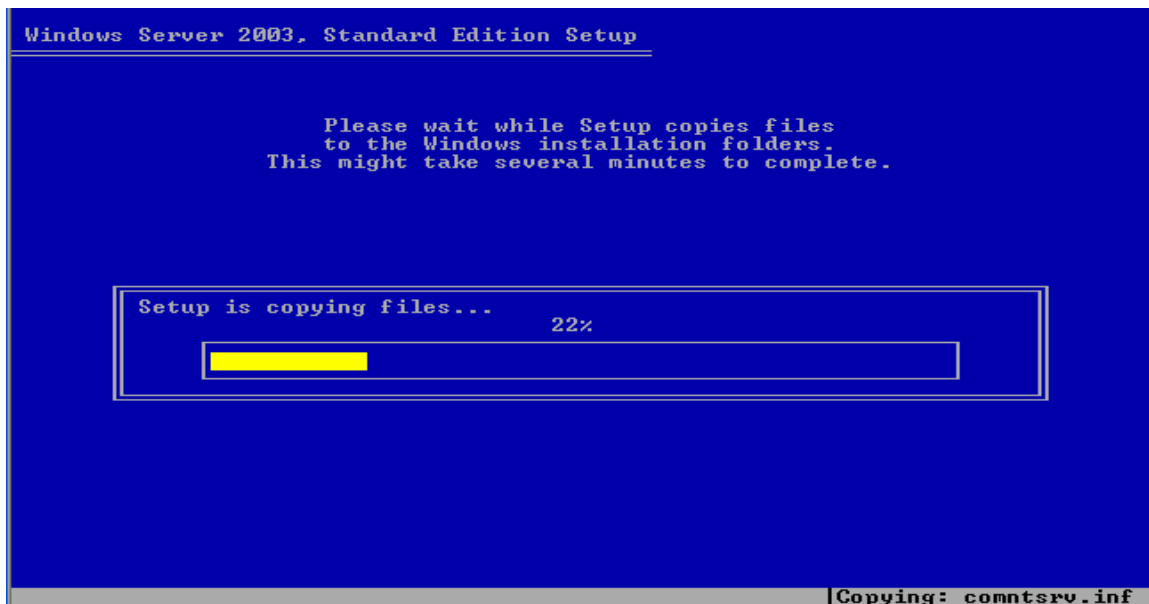 Windows Server 2003, Standard Edition Setup
Please wait while Setup copies files
to the Windows installation folders.
This might take several minutes to complete.
Setup is copying files...
22%
Copying: comntsrv.inf